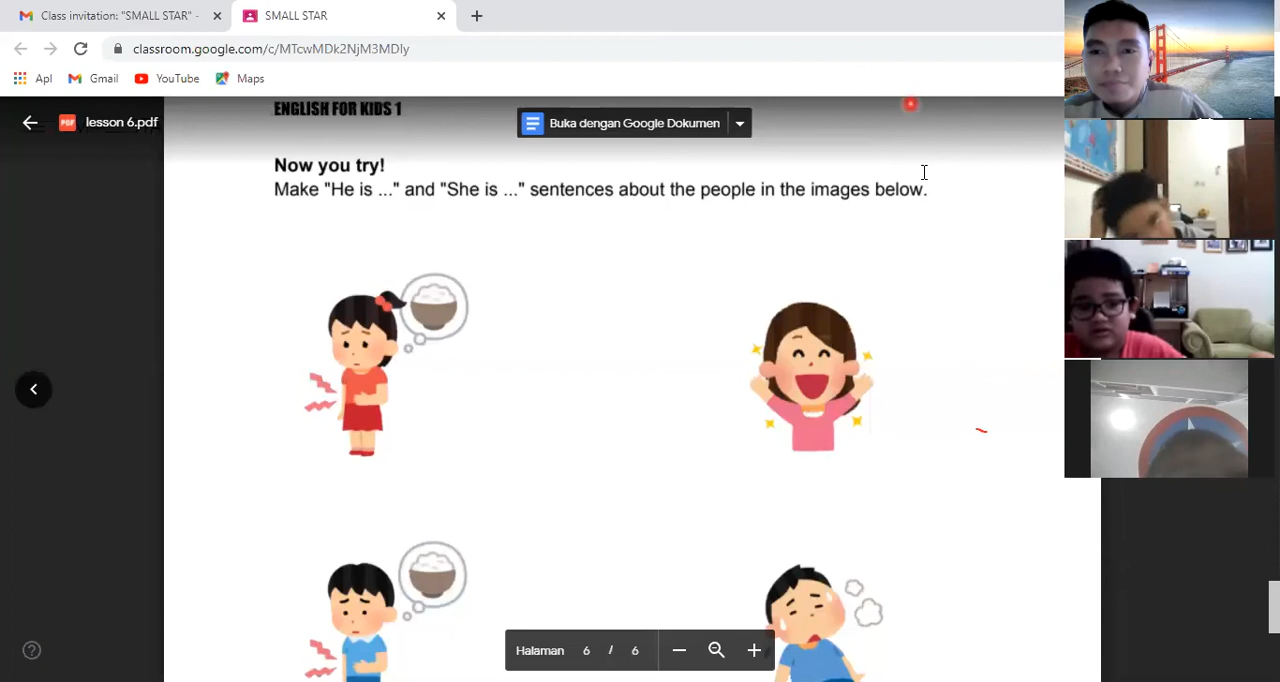 Class invitation: "SMALL STAR" -
SMALL STAR
classroom.google.com/c/MTcwMDk2NjM3MDIy
Apl
Gmail
YouTube
Maps
lesson 6.pdf
ENGLISH FOR KIDS 1
Buka dengan Google Dokumen
Now you try!
Make "He is ..." and "She is ..." sentences about the people in the images below.
Halaman 6 / 6